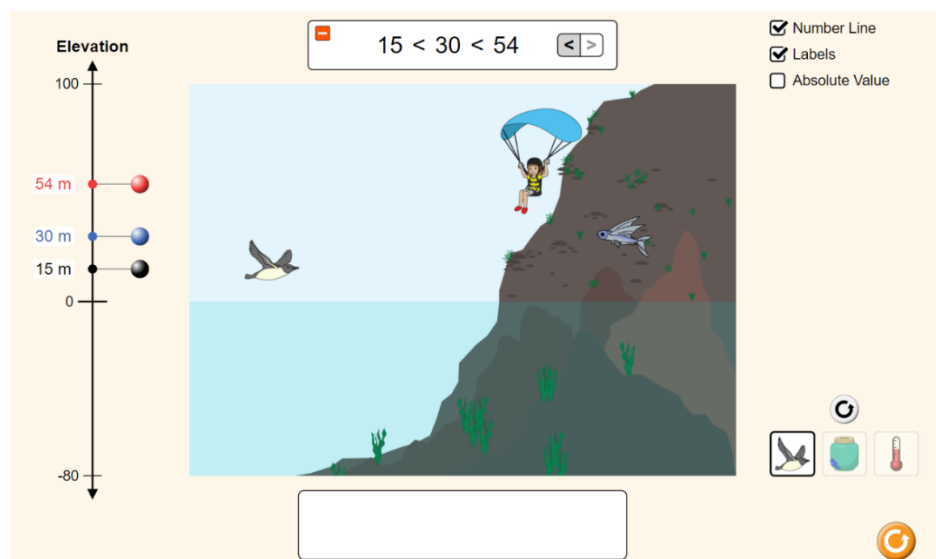 15 < 30 < 54
< >
Number Line
Labels
Absolute Value
Elevation
100
54 m
30 m
15 m
0
-80